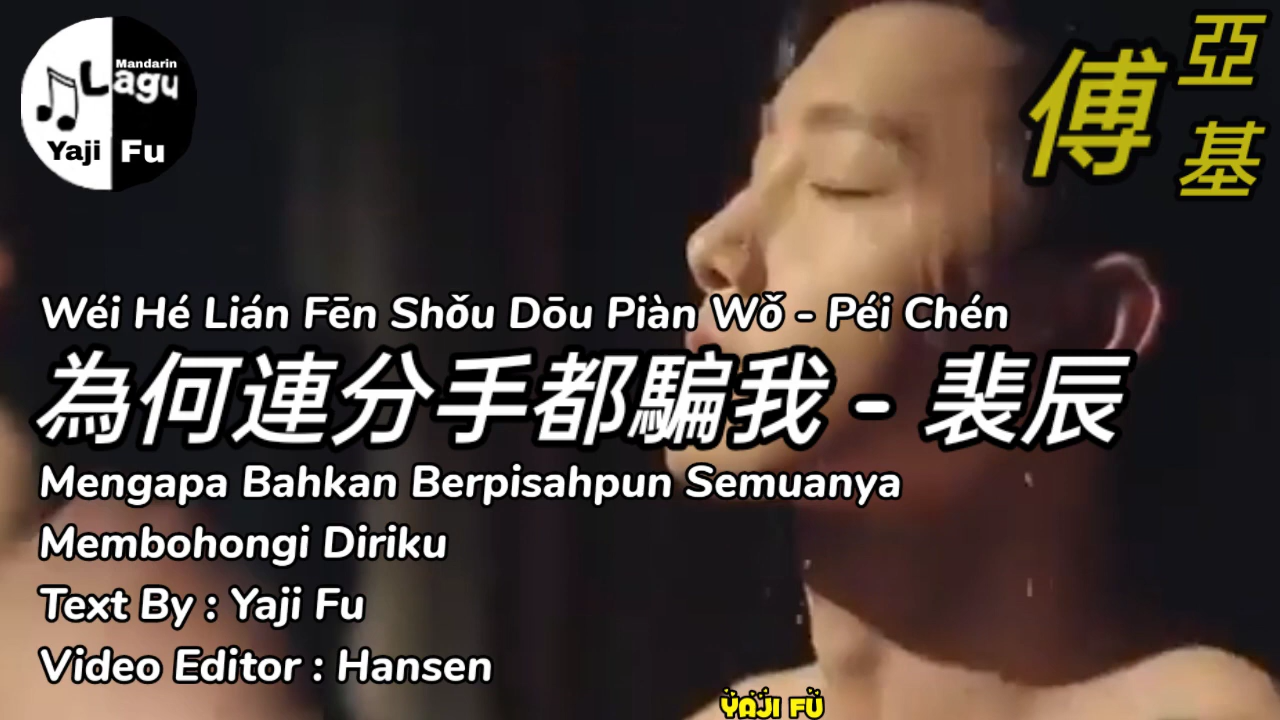 Mandarin
Lagu
Yaji Fu
傅
亞
基
Wéi Hé Lián Fēn Shǒu Dōu Piàn Wǒ - Péi Chén
為何連分手都騙我 - 裴辰
Mengapa Bahkan Berpisahpun Semuanya
Membohongi Diriku
Text By : Yaji Fu
Video Editor : Hansen
YAJI FU